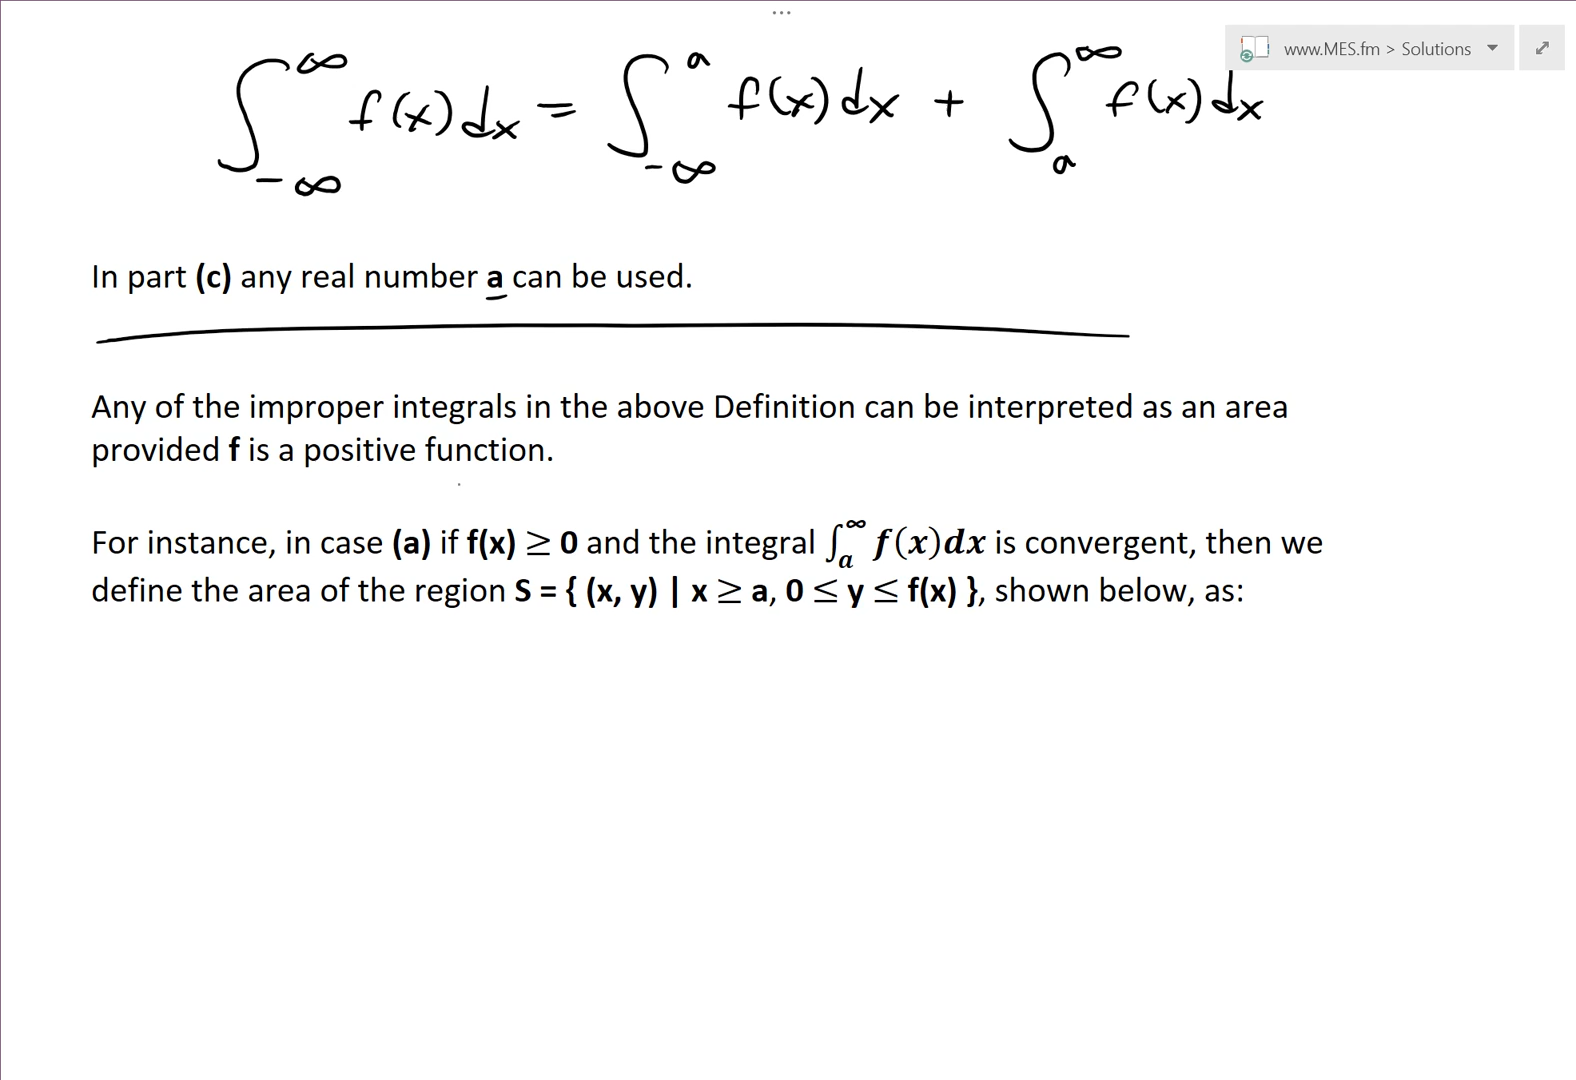 www.MES.fm > Solutions
∫_{-∞}^{∞} f(x) dx = ∫_{-∞}^{a} f(x) dx + ∫_{a}^{∞} f(x) dx
In part (c) any real number a can be used.
Any of the improper integrals in the above Definition can be interpreted as an area
provided f is a positive function.
For instance, in case (a) if f(x) ≥ 0 and the integral ∫_{a}^{∞} f(x)dx is convergent, then we
define the area of the region S = { (x, y) | x ≥ a, 0 ≤ y ≤ f(x) }, shown below, as: